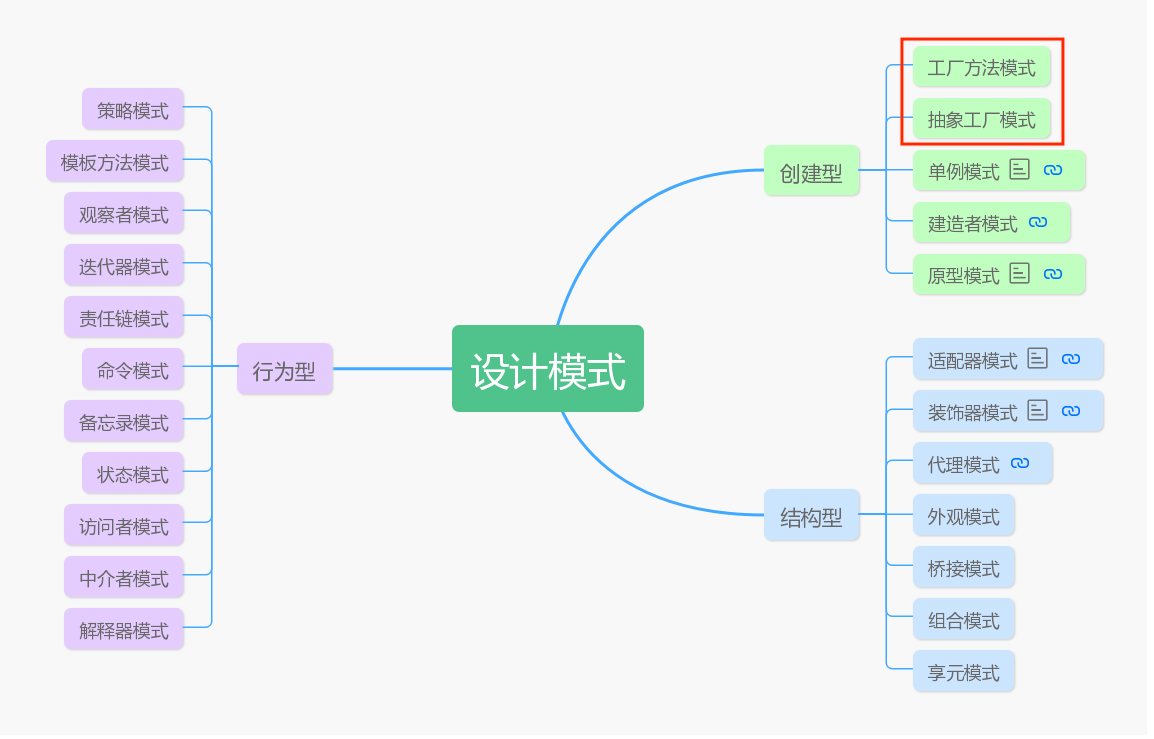 设计模式
创建型
工厂方法模式
抽象工厂模式
单例模式
建造者模式
原型模式
结构型
适配器模式
装饰器模式
代理模式
外观模式
桥接模式
组合模式
享元模式
行为型
策略模式
模板方法模式
观察者模式
迭代器模式
责任链模式
命令模式
备忘录模式
状态模式
访问者模式
中介者模式
解释器模式